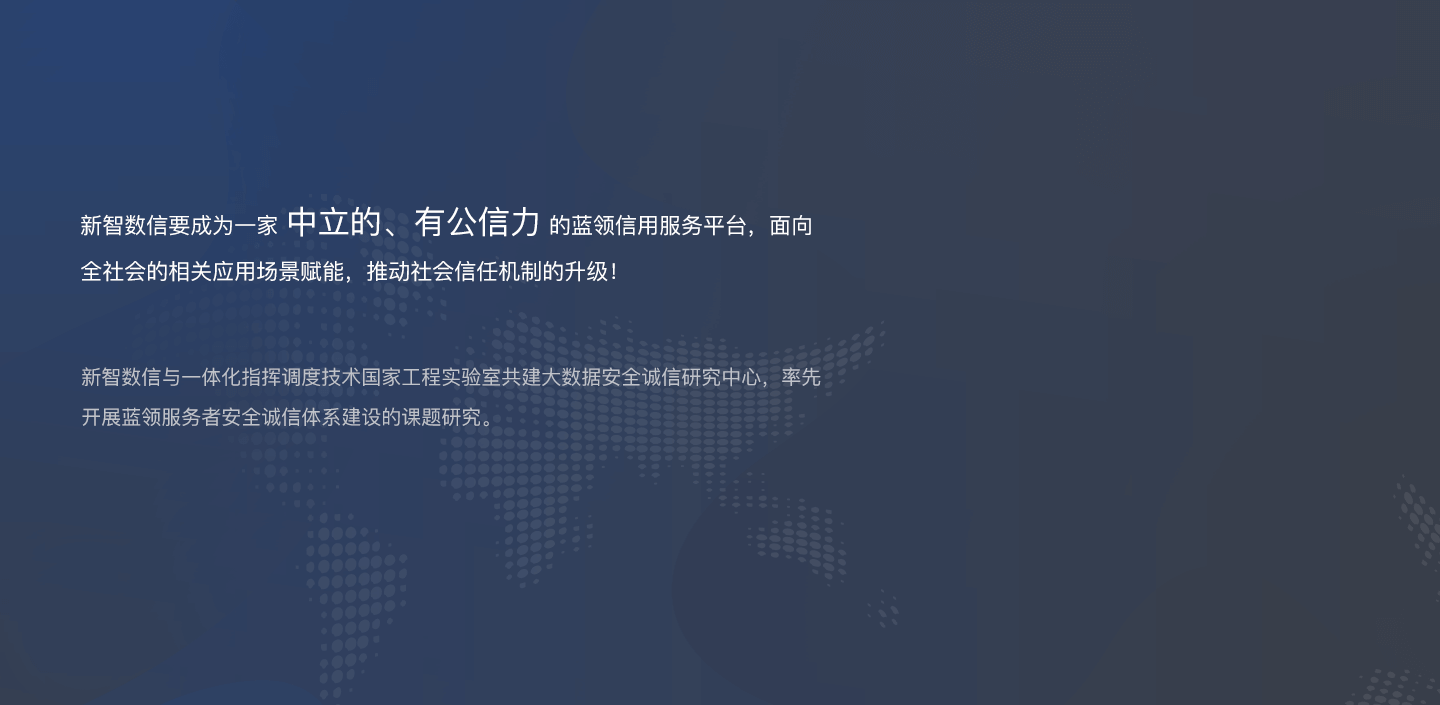 新智数信要成为一家 中立的、有公信力 的蓝领信用服务平台，面向
全社会的相关应用场景赋能，推动社会信任机制的升级！
新智数信与一体化指挥调度技术国家工程实验室共建大数据安全诚信研究中心，率先
开展蓝领服务者安全诚信体系建设的课题研究。